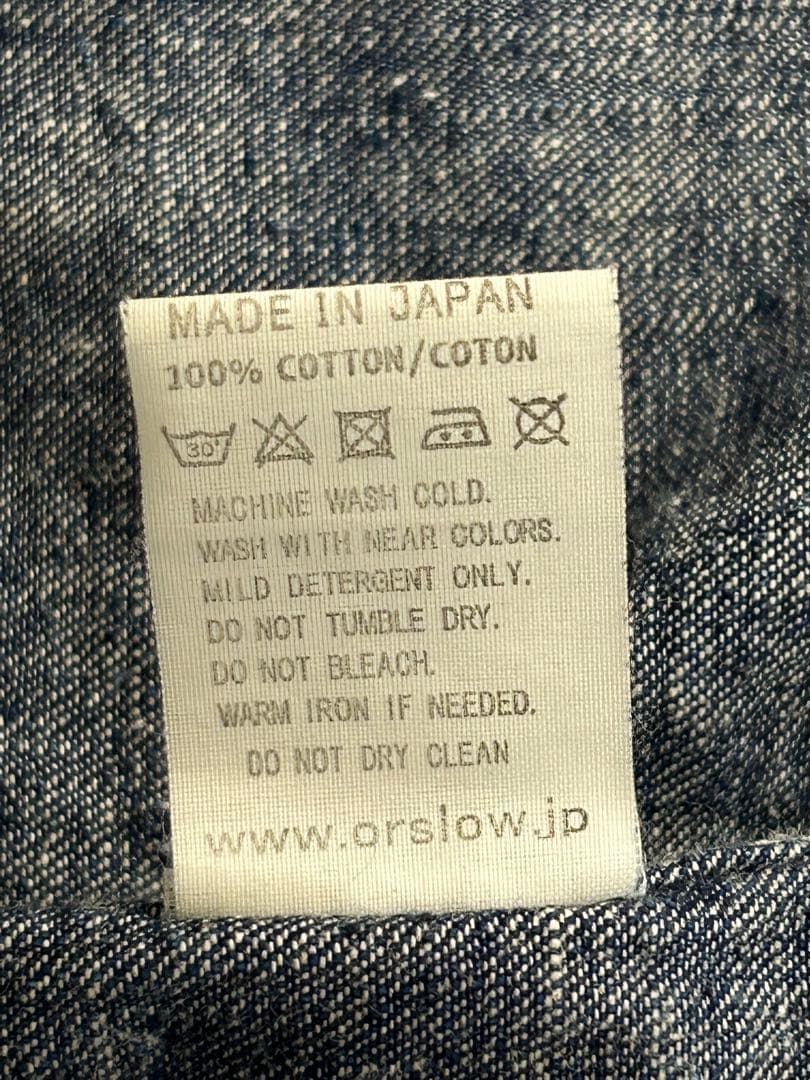 MADE IN JAPAN
100% COTTON/COTON
30
MACHINE WASH COLD.
WASH WITH NEAR COLORS.
MILD DETERGENT ONLY.
DO NOT TUMBLE DRY.
DO NOT BLEACH.
WARM IRON IF NEEDED.
DO NOT DRY CLEAN
www.orslow.jp